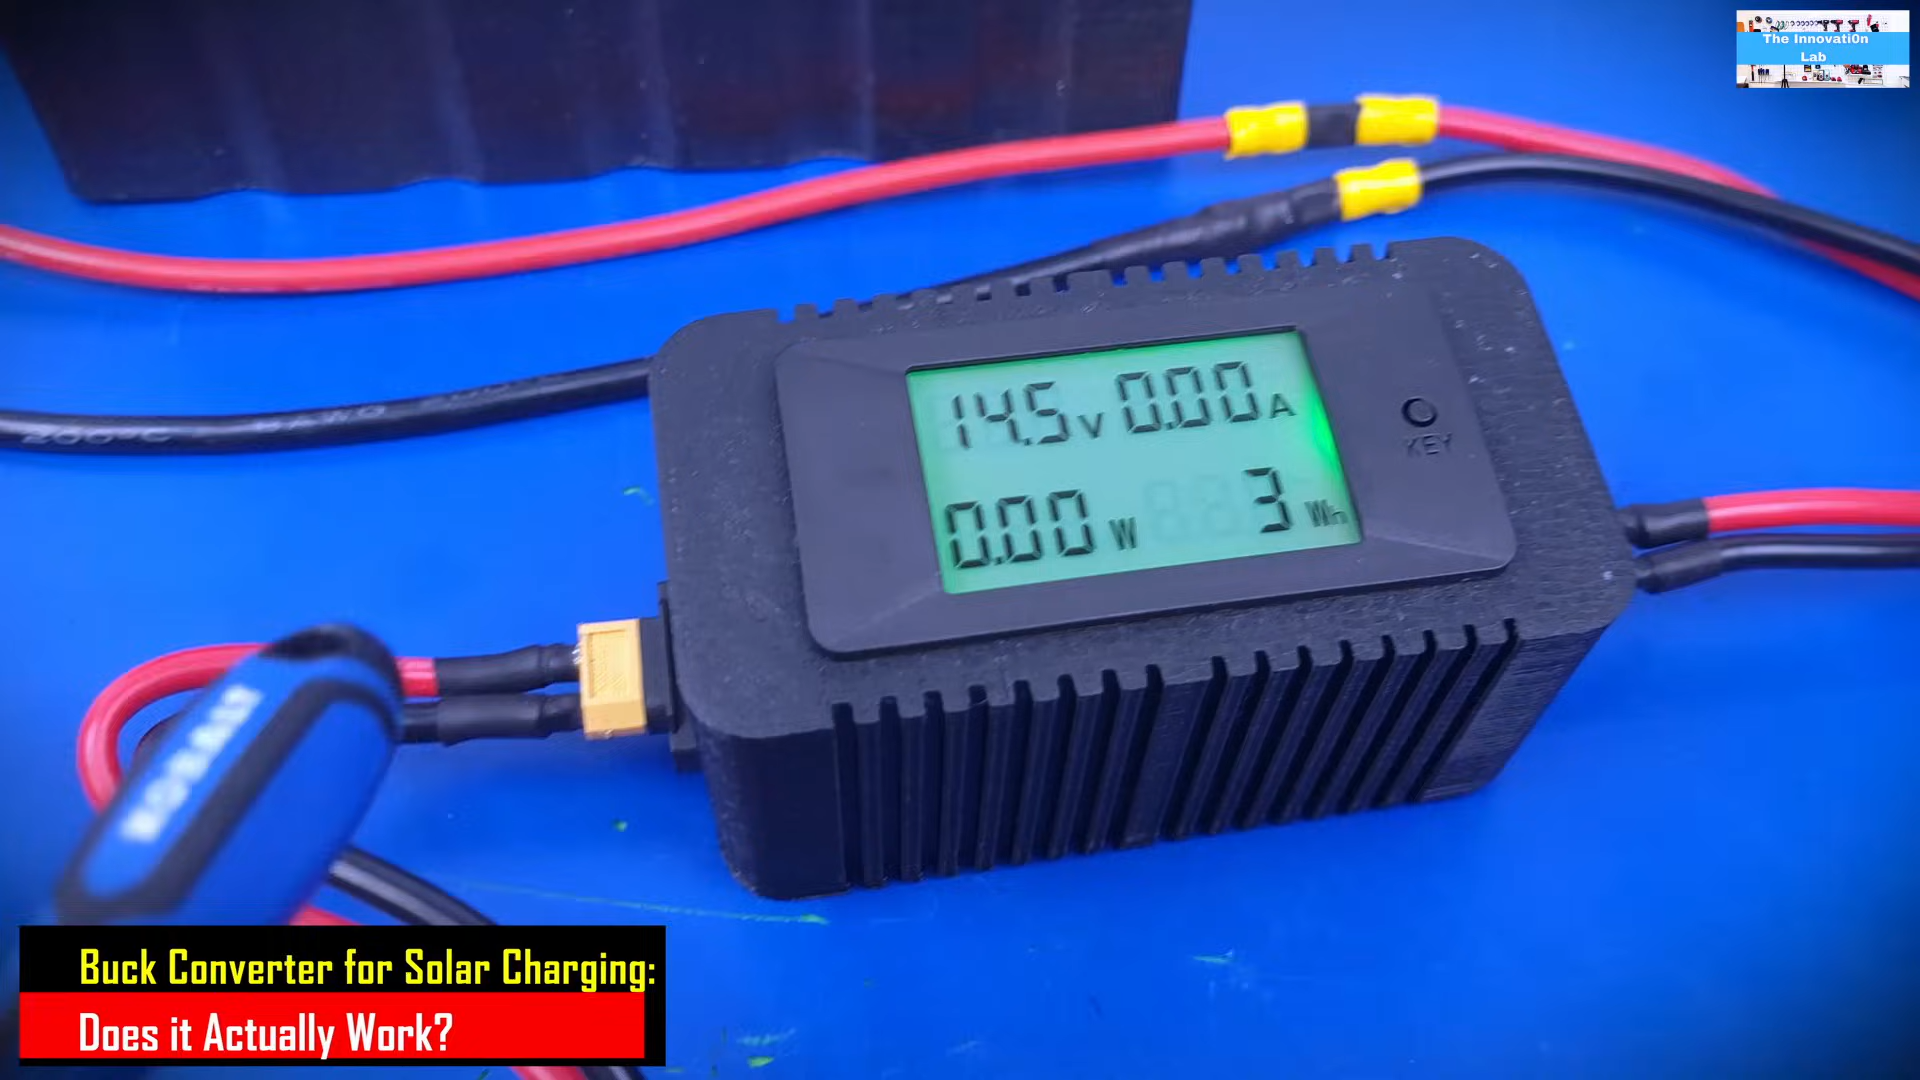 The Innovati0n
Lab
14.5 V 0.00 A
KEY
0.00 W 3 Wh
200°C
KOBALT
Buck Converter for Solar Charging:
Does it Actually Work?